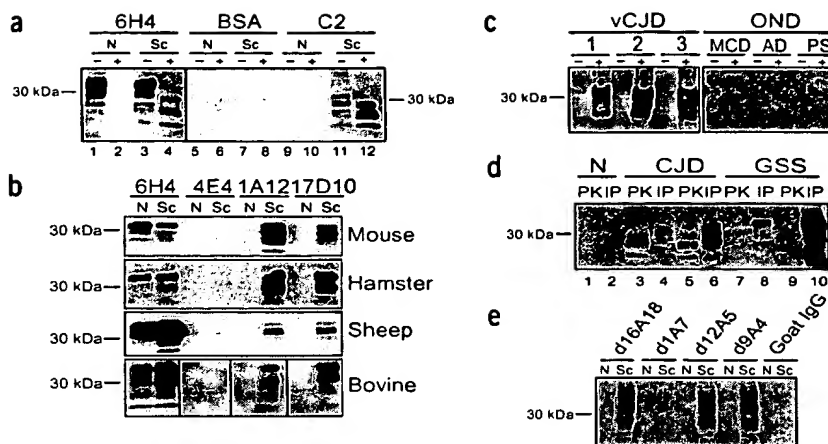 a
6H4 BSA C2
N Sc N Sc N Sc
− + − + − + − + − + − +
30 kDa 30 kDa
1 2 3 4 5 6 7 8 9 10 11 12
b
6H4 4E4 1A12 17D10
N Sc N Sc N Sc N Sc
30 kDa Mouse
30 kDa Hamster
30 kDa Sheep
30 kDa Bovine
c
vCJD OND
1 2 3 MCD AD PS
− + − + − + − + − + − +
30 kDa
d
N CJD GSS
PK IP PK IP PK IP PK IP PK IP
30 kDa
1 2 3 4 5 6 7 8 9 10
e
d16A18 d1A7 d12A5 d9A4 Goat IgG
N Sc N Sc N Sc N Sc N Sc
30 kDa